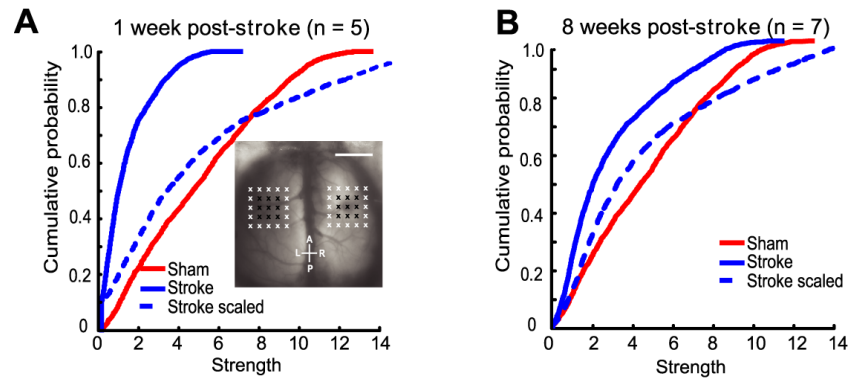 A
1 week post-stroke (n = 5)
Cumulative probability
1.0
0.8
0.6
0.4
0.2
0
0 2 4 6 8 10 12 14
Strength
Sham
Stroke
Stroke scaled
x x x x x x x x x x
x x x x x x x x x x
x x x x x x x x x x
x x x x x x x x x x
x x x x x x x x x x
A
L R
P
B
8 weeks post-stroke (n = 7)
Cumulative probability
1.0
0.8
0.6
0.4
0.2
0
0 2 4 6 8 10 12 14
Strength
Sham
Stroke
Stroke scaled